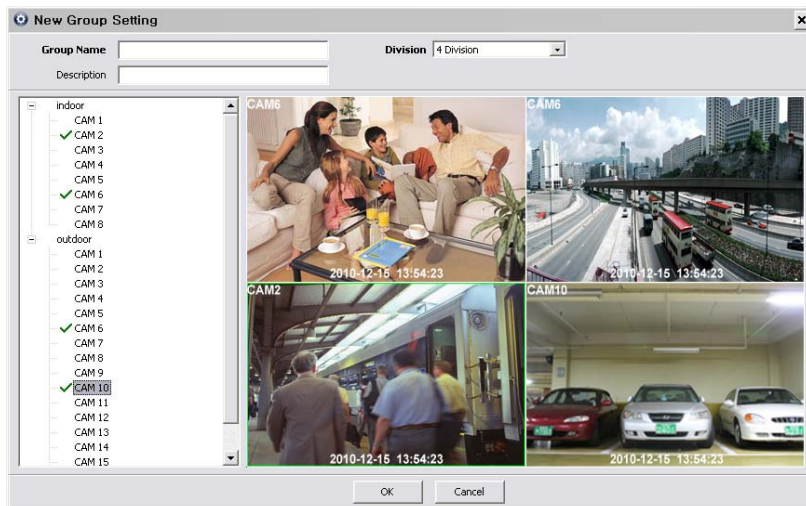 New Group Setting
Group Name
Division 4 Division
Description
indoor
CAM 1
CAM 2
CAM 3
CAM 4
CAM 5
CAM 6
CAM 7
CAM 8
outdoor
CAM 1
CAM 2
CAM 3
CAM 4
CAM 5
CAM 6
CAM 7
CAM 8
CAM 9
CAM 10
CAM 11
CAM 12
CAM 13
CAM 14
CAM 15
CAM6
2010-12-15 13:54:23
CAM6
2010-12-15 13:54:23
CAM2
2010-12-15 13:54:23
CAM10
2010-12-15 13:54:23
OK
Cancel